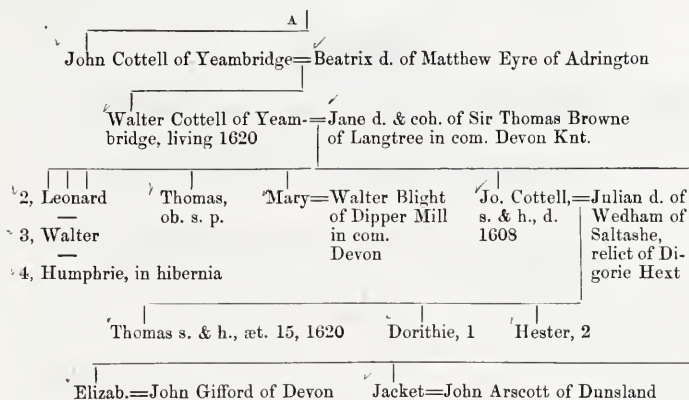 A
John Cottell of Yeambridge=Beatrix d. of Matthew Eyre of Adrington
Walter Cottell of Yeam-=Jane d. & coh. of Sir Thomas Browne
bridge, living 1620 of Langtree in com. Devon Knt.
2, Leonard Thomas, Mary=Walter Blight Jo. Cottell,=Julian d. of
— ob. s. p. of Dipper Mill s. & h., d. Wedham of
3, Walter in com. 1608 Saltashe,
— Devon relict of Di-
4, Humphrie, in hibernia gorie Hext
Thomas s. & h., æt. 15, 1620 Dorithie, 1 Hester, 2
Elizab.=John Gifford of Devon Jacket=John Arscott of Dunsland